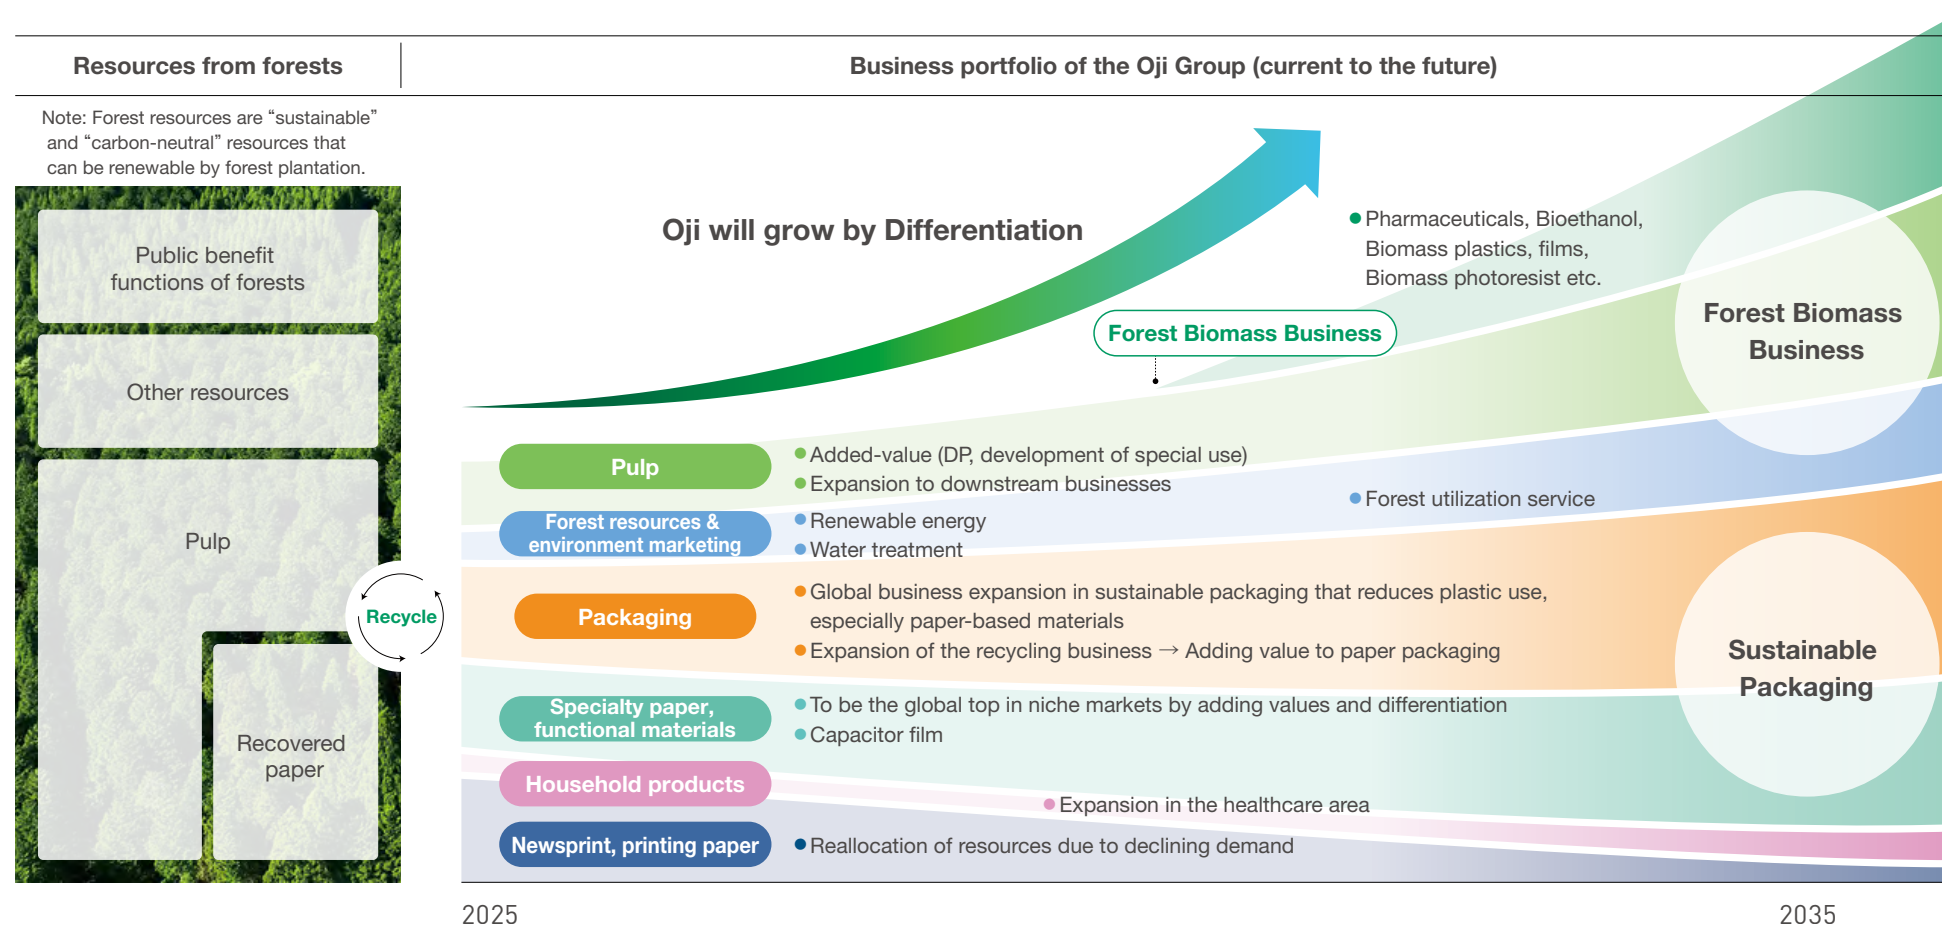 Resources from forests
Business portfolio of the Oji Group (current to the future)
Note: Forest resources are “sustainable”
and “carbon-neutral” resources that
can be renewable by forest plantation.
Public benefit
functions of forests
Other resources
Pulp
Recovered
paper
Recycle
Oji will grow by Differentiation
● Pharmaceuticals, Bioethanol,
Biomass plastics, films,
Biomass photoresist etc.
Forest Biomass Business
Forest Biomass
Business
Pulp
● Added-value (DP, development of special use)
● Expansion to downstream businesses
Forest resources &
environment marketing
● Renewable energy
● Water treatment
● Forest utilization service
Packaging
● Global business expansion in sustainable packaging that reduces plastic use,
especially paper-based materials
● Expansion of the recycling business → Adding value to paper packaging
Sustainable
Packaging
Specialty paper,
functional materials
● To be the global top in niche markets by adding values and differentiation
● Capacitor film
Household products
● Expansion in the healthcare area
Newsprint, printing paper
● Reallocation of resources due to declining demand
2025
2035